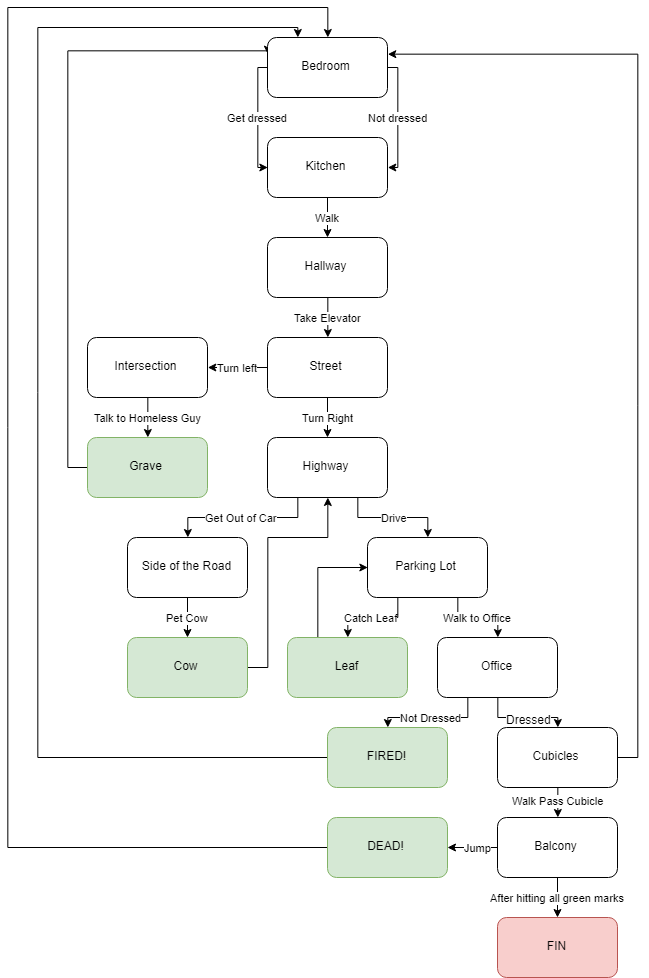 Bedroom
Get dressed
Not dressed
Kitchen
Walk
Hallway
Take Elevator
Intersection
Turn left
Street
Talk to Homeless Guy
Turn Right
Grave
Highway
Get Out of Car
Drive
Side of the Road
Parking Lot
Pet Cow
Catch Leaf
Walk to Office
Cow
Leaf
Office
Not Dressed
Dressed
FIRED!
Cubicles
Walk Pass Cubicle
DEAD!
Jump
Balcony
After hitting all green marks
FIN